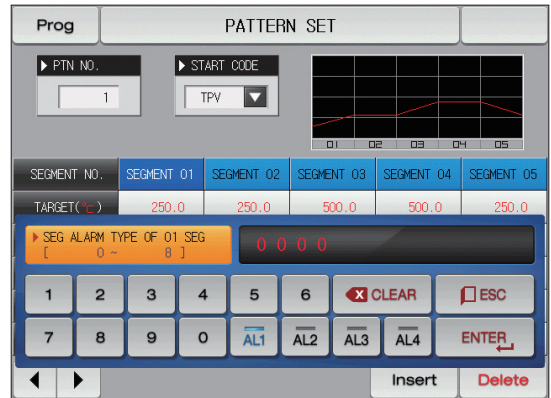 Prog
PATTERN SET
PTN NO.
START CODE
1
TPV
01 02 03 04 05
SEGMENT NO. SEGMENT 01 SEGMENT 02 SEGMENT 03 SEGMENT 04 SEGMENT 05
TARGET(℃) 250.0 250.0 500.0 500.0 250.0
SEG ALARM TYPE OF 01 SEG
[ 0 ~ 8 ]
0 0 0 0
1 2 3 4 5 6 X CLEAR ESC
7 8 9 0 AL1 AL2 AL3 AL4 ENTER
Insert Delete